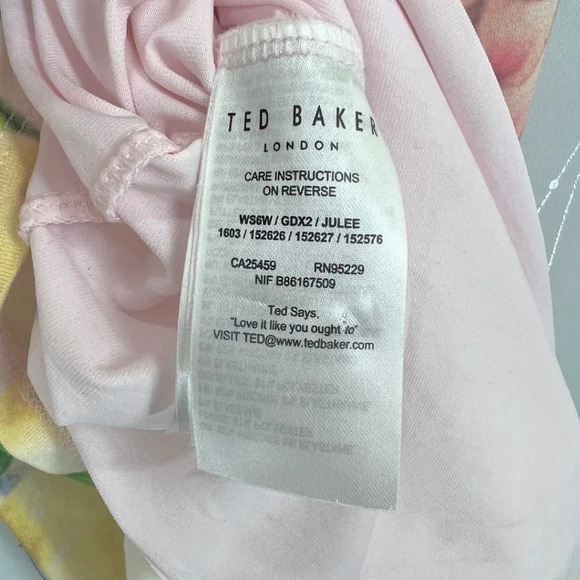 TED BAKER
LONDON
CARE INSTRUCTIONS
ON REVERSE
WS6W / GDX2 / JULEE
1603 / 152626 / 152627 / 152576
CA25459 RN95229
NIF B86167509
Ted Says,
"Love it like you ought to"
VISIT TED@www.tedbaker.com